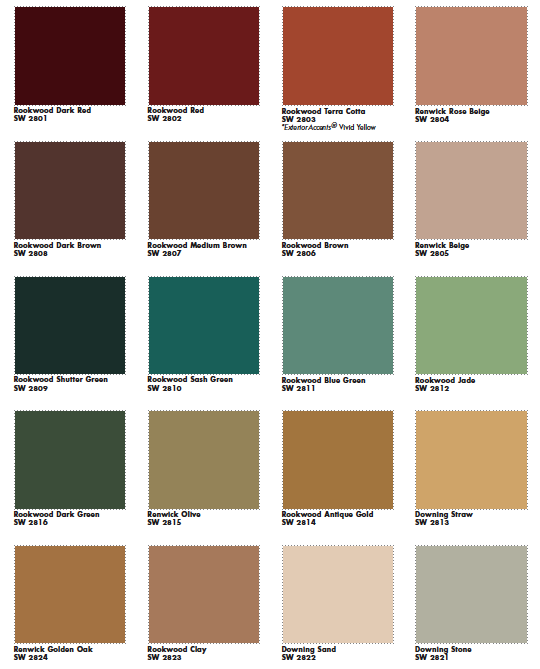 Rookwood Dark Red
SW 2801
Rookwood Red
SW 2802
Rookwood Terra Cotta
SW 2803
*ExteriorAccents® Vivid Yellow
Renwick Rose Beige
SW 2804
Rookwood Dark Brown
SW 2808
Rookwood Medium Brown
SW 2807
Rookwood Brown
SW 2806
Renwick Beige
SW 2805
Rookwood Shutter Green
SW 2809
Rookwood Sash Green
SW 2810
Rookwood Blue Green
SW 2811
Rookwood Jade
SW 2812
Rookwood Dark Green
SW 2816
Renwick Olive
SW 2815
Rookwood Antique Gold
SW 2814
Downing Straw
SW 2813
Renwick Golden Oak
SW 2824
Rookwood Clay
SW 2823
Downing Sand
SW 2822
Downing Stone
SW 2821